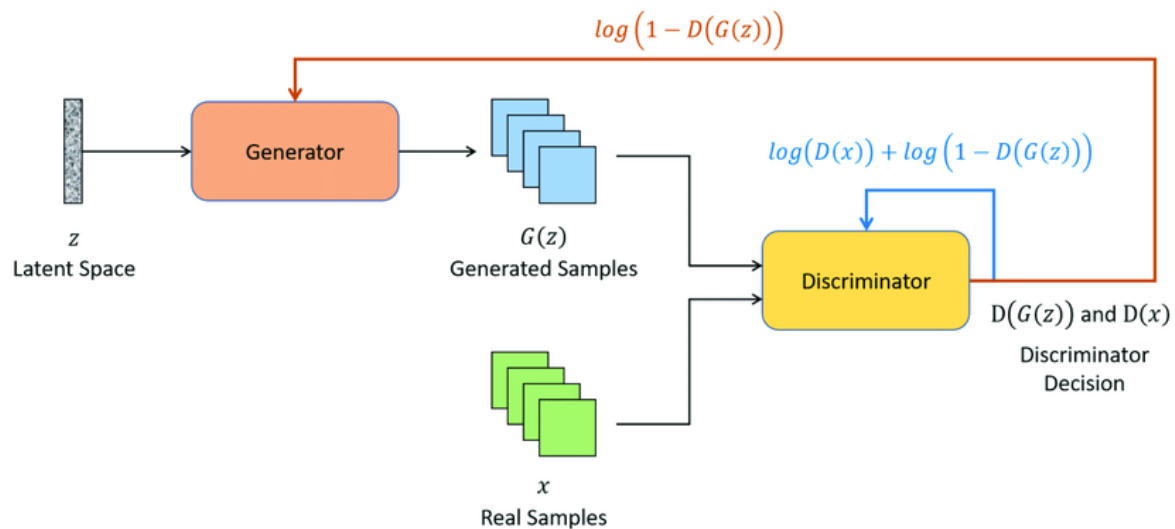 log(1 − D(G(z)))
Generator
log(D(x)) + log(1 − D(G(z)))
z
Latent Space
G(z)
Generated Samples
Discriminator
D(G(z)) and D(x)
Discriminator
Decision
x
Real Samples